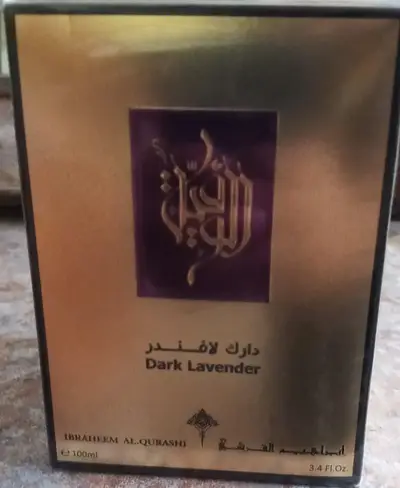 دارك لافندر
Dark Lavender
IBRAHEEM AL.QURASHI ابراهيم القرشي
℮ 100ml 3.4 Fl.Oz.